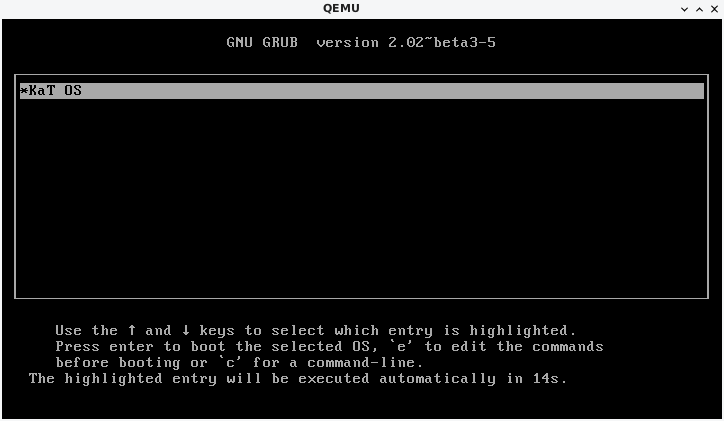 QEMU
GNU GRUB  version 2.02~beta3-5
*KaT OS
Use the ↑ and ↓ keys to select which entry is highlighted.
Press enter to boot the selected OS, `e' to edit the commands
before booting or `c' for a command-line.
The highlighted entry will be executed automatically in 14s.